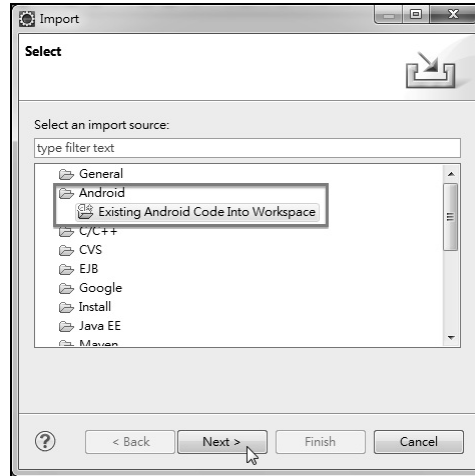 Import
Select
Select an import source:
type filter text
General
Android
Existing Android Code Into Workspace
C/C++
CVS
EJB
Google
Install
Java EE
Maven
< Back
Next >
Finish
Cancel